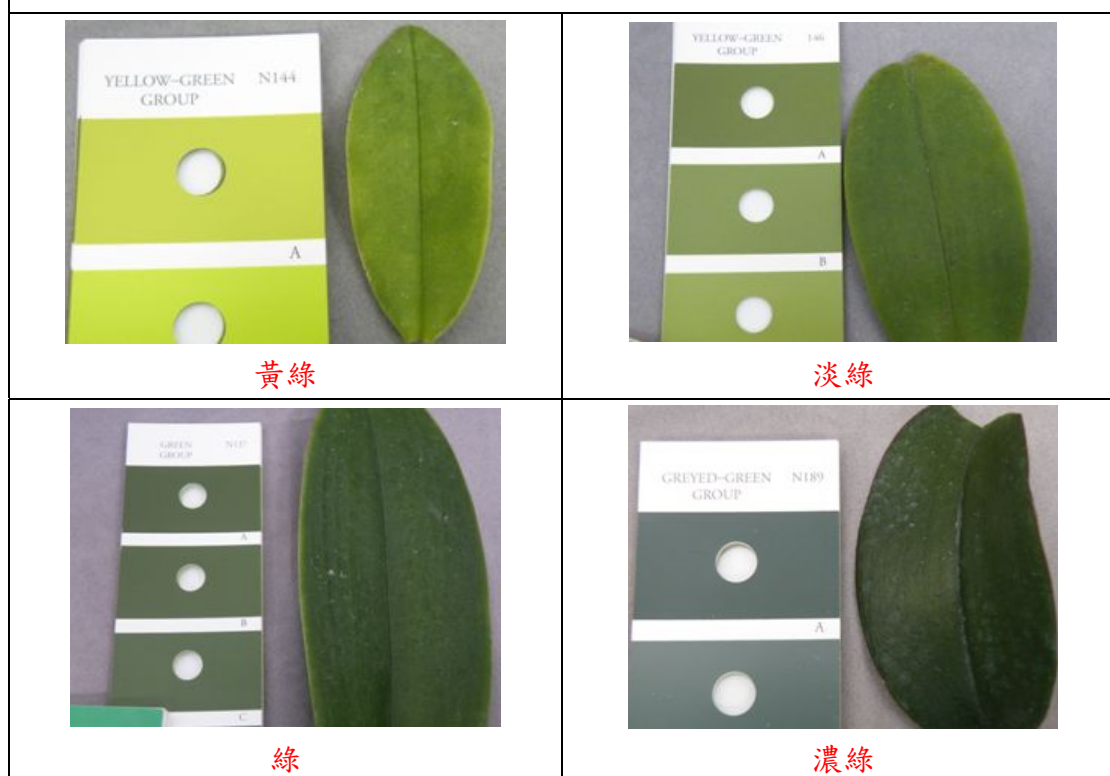 YELLOW-GREEN N144
GROUP
A
黃綠
YELLOW-GREEN 146
GROUP
A
B
淡綠
GREEN N137
GROUP
A
B
C
綠
GREYED-GREEN N189
GROUP
A
濃綠